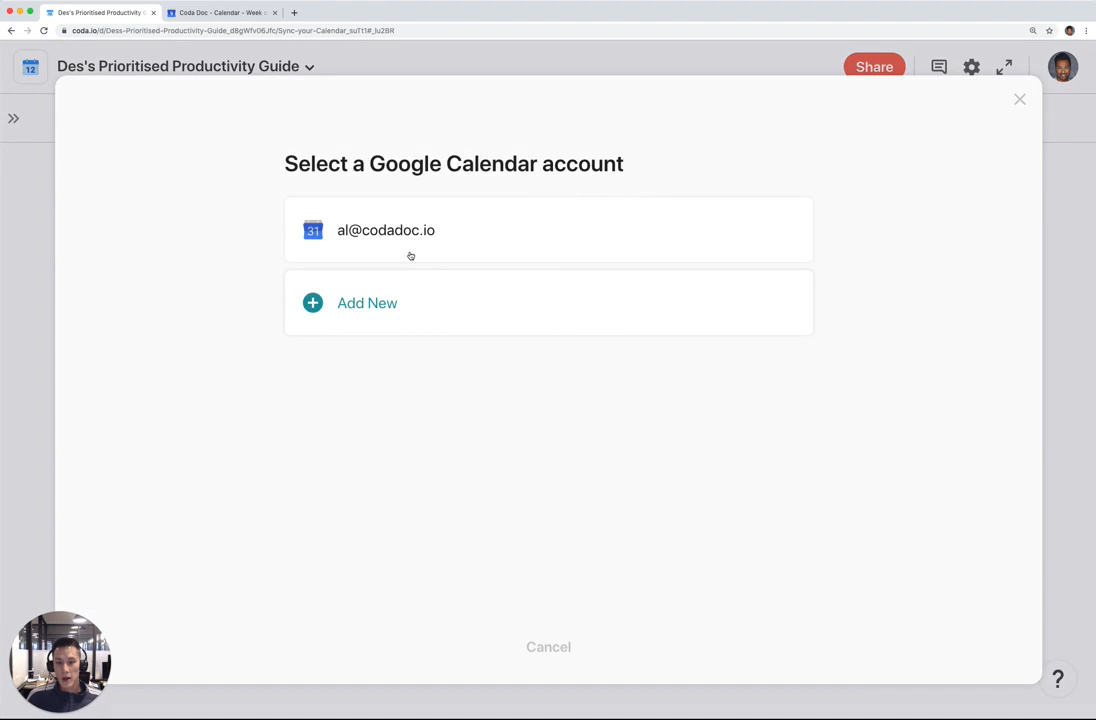 Des's Prioritised Productivity G
Coda Doc - Calendar - Week
coda.io/d/Dess-Prioritised-Productivity-Guide_d8gWfv06Jfc/Sync-your-Calendar_suTt1#_lu2BR
12
Des's Prioritised Productivity Guide
Share
Select a Google Calendar account
31
al@codadoc.io
Add New
Cancel
?